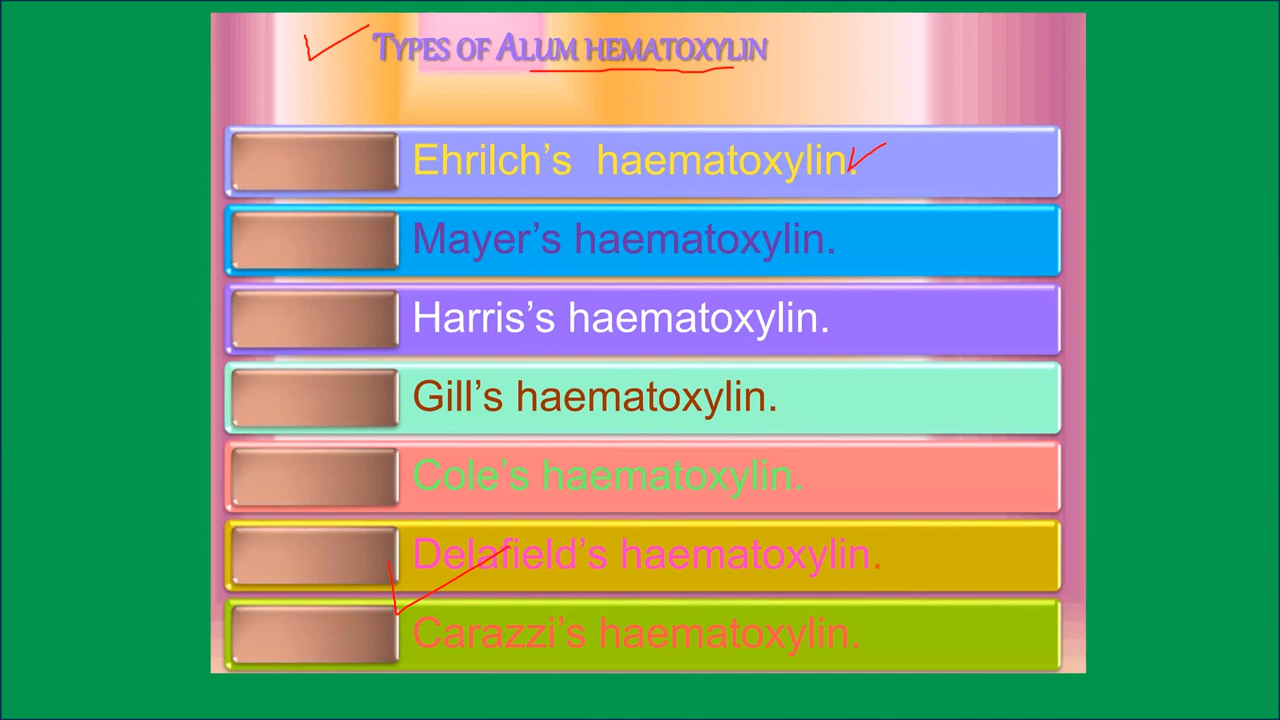 Types of Alum hematoxylin
Ehrilch’s haematoxylin.
Mayer’s haematoxylin.
Harris’s haematoxylin.
Gill’s haematoxylin.
Cole’s haematoxylin.
Delafield’s haematoxylin.
Carazzi’s haematoxylin.